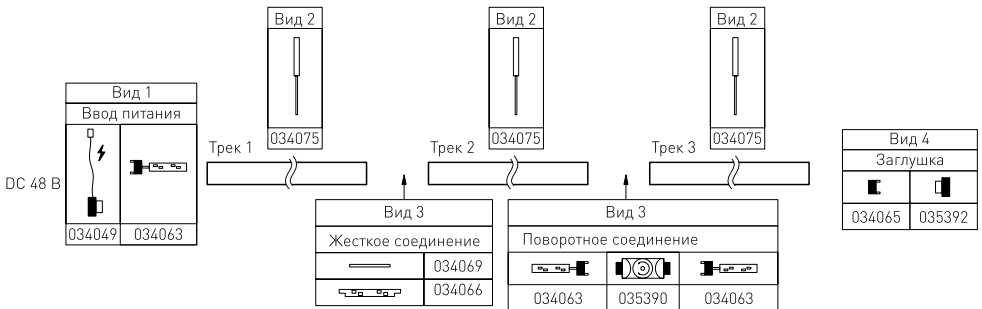 Вид 2
Вид 2
Вид 2
034075
034075
034075
Вид 1
Ввод питания
DC 48 В
034049
034063
Трек 1
Трек 2
Трек 3
Вид 3
Жесткое соединение
034069
034066
Вид 3
Поворотное соединение
034063
035390
034063
Вид 4
Заглушка
034065
035392